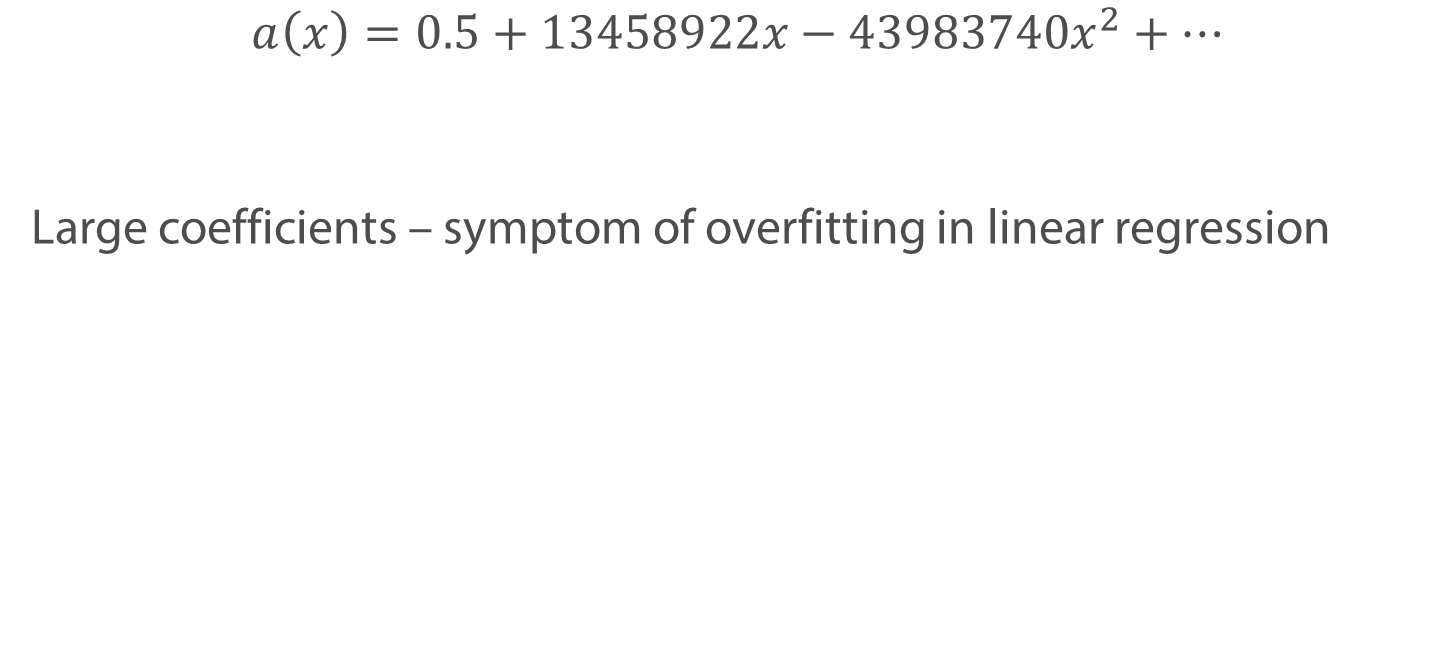 a(x) = 0.5 + 13458922x − 43983740x² + ⋯
Large coefficients – symptom of overfitting in linear regression